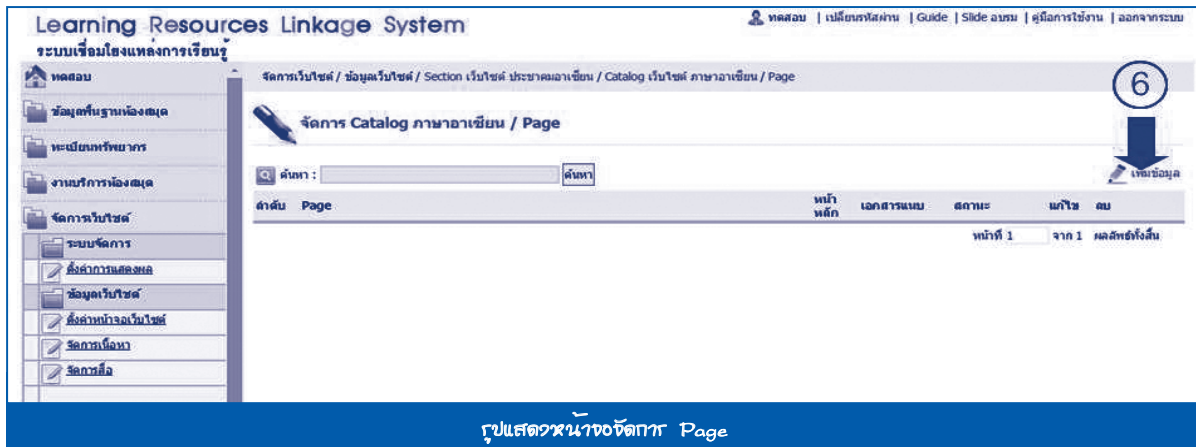 Learning Resources Linkage System
ระบบเชื่อมโยงแหล่งการเรียนรู้
ทดสอบ | เปลี่ยนรหัสผ่าน | Guide | Slide อบรม | คู่มือการใช้งาน | ออกจากระบบ
ทดสอบ
ข้อมูลพื้นฐานห้องสมุด
ทะเบียนทรัพยากร
งานบริการห้องสมุด
จัดการเว็บไซต์
ระบบจัดการ
ตั้งค่าการแสดงผล
ข้อมูลเว็บไซต์
ตั้งค่าหน้าจอเว็บไซต์
จัดการเนื้อหา
จัดการสื่อ
จัดการเว็บไซต์ / ข้อมูลเว็บไซต์ / Section เว็บไซต์ ประชาคมอาเซียน / Catalog เว็บไซต์ ภาษาอาเซียน / Page
6
จัดการ Catalog ภาษาอาเซียน / Page
ค้นหา : ค้นหา
เพิ่มข้อมูล
ลำดับ Page หน้าหลัก เอกสารแนบ สถานะ แก้ไข ลบ
หน้าที่ 1 จาก 1 ผลลัพธ์ทั้งสิ้น
รูปแสดงหน้าจอจัดการ Page